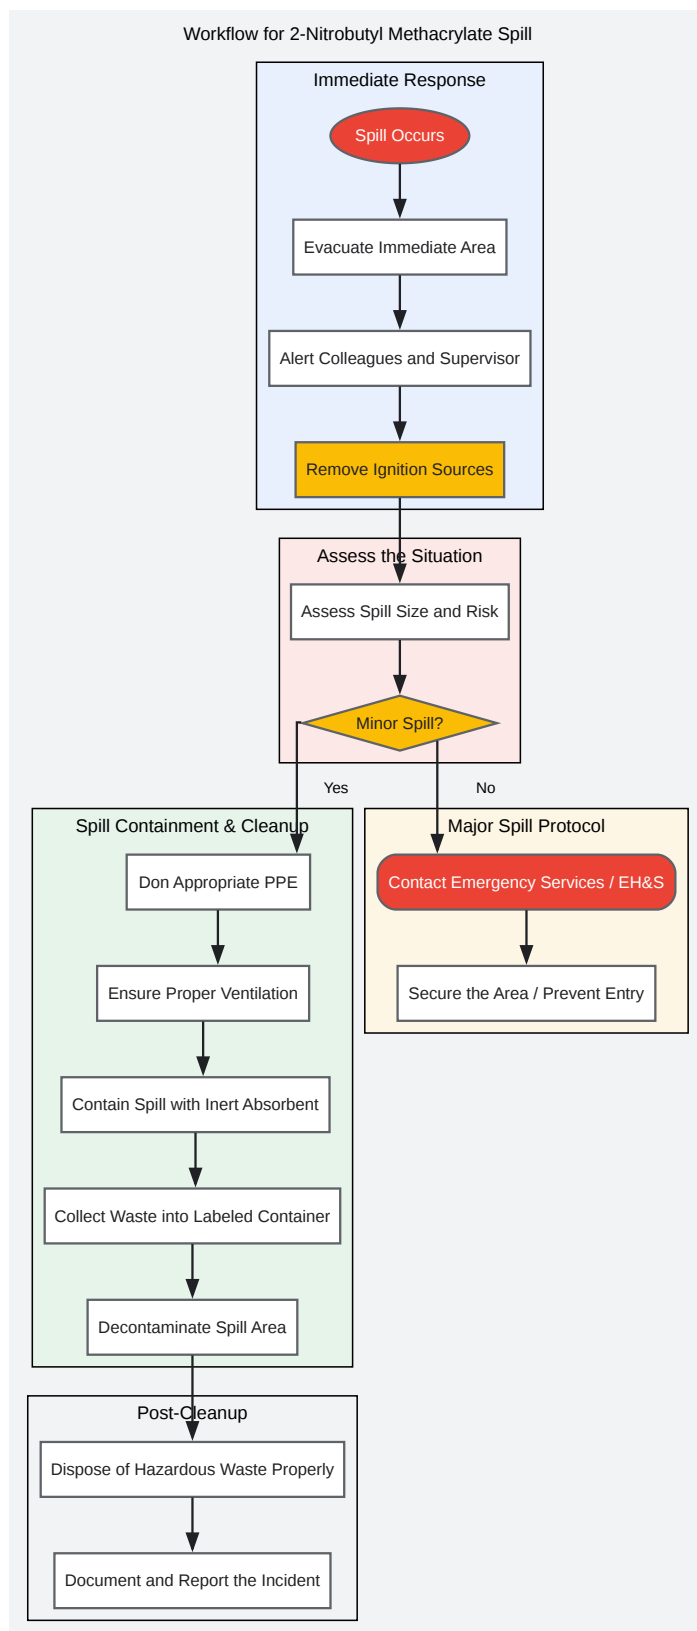 Workflow for 2-Nitrobutyl Methacrylate Spill
Immediate Response
Spill Occurs
Evacuate Immediate Area
Alert Colleagues and Supervisor
Remove Ignition Sources
Assess the Situation
Assess Spill Size and Risk
Minor Spill?
Yes
No
Spill Containment & Cleanup
Don Appropriate PPE
Ensure Proper Ventilation
Contain Spill with Inert Absorbent
Collect Waste into Labeled Container
Decontaminate Spill Area
Major Spill Protocol
Contact Emergency Services / EH&S
Secure the Area / Prevent Entry
Post-Cleanup
Dispose of Hazardous Waste Properly
Document and Report the Incident